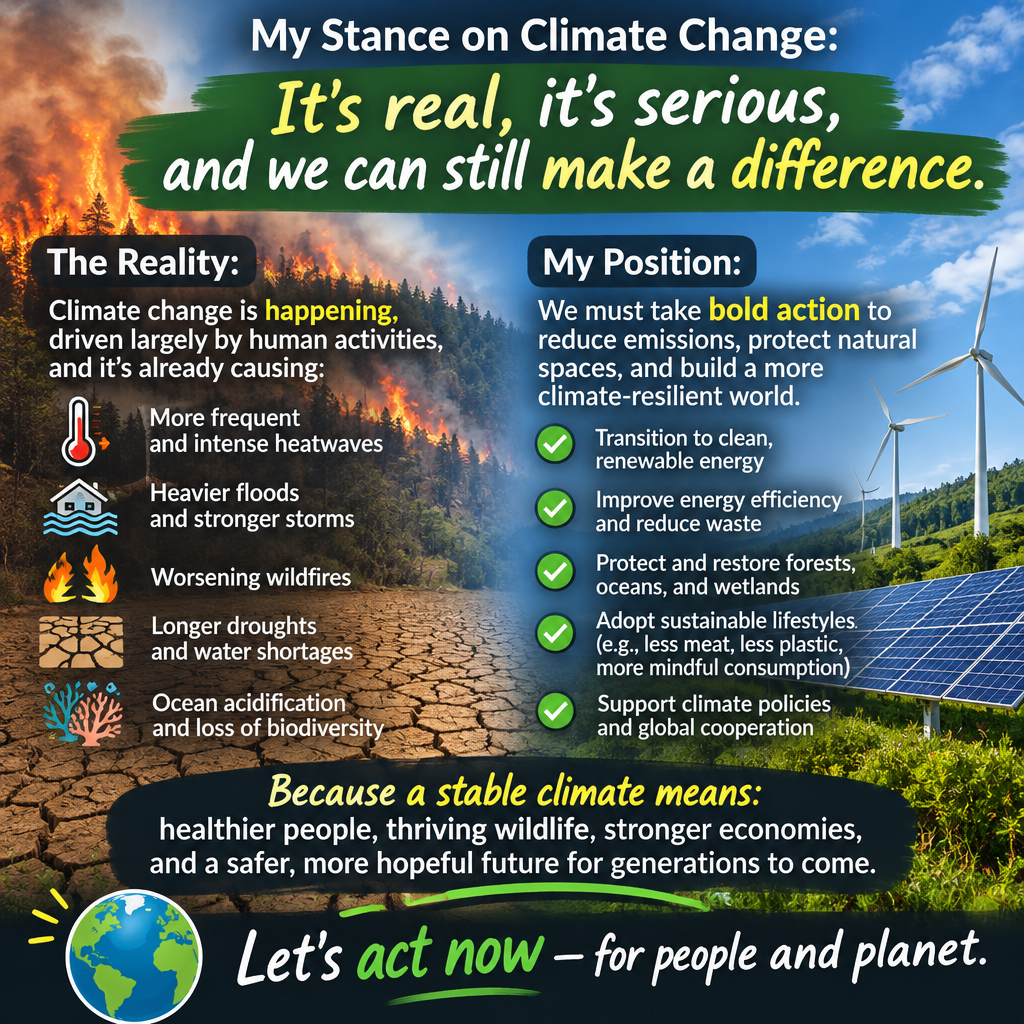 My Stance on Climate Change:
It's real, it's serious,
and we can still make a difference.
The Reality:
Climate change is happening,
driven largely by human activities,
and it's already causing:
More frequent
and intense heatwaves
Heavier floods
and stronger storms
Worsening wildfires
Longer droughts
and water shortages
Ocean acidification
and loss of biodiversity
My Position:
We must take bold action to
reduce emissions, protect natural
spaces, and build a more
climate-resilient world.
Transition to clean,
renewable energy
Improve energy efficiency
and reduce waste
Protect and restore forests,
oceans, and wetlands
Adopt sustainable lifestyles
(e.g., less meat, less plastic,
more mindful consumption)
Support climate policies
and global cooperation
Because a stable climate means:
healthier people, thriving wildlife, stronger economies,
and a safer, more hopeful future for generations to come.
Let's act now – for people and planet.